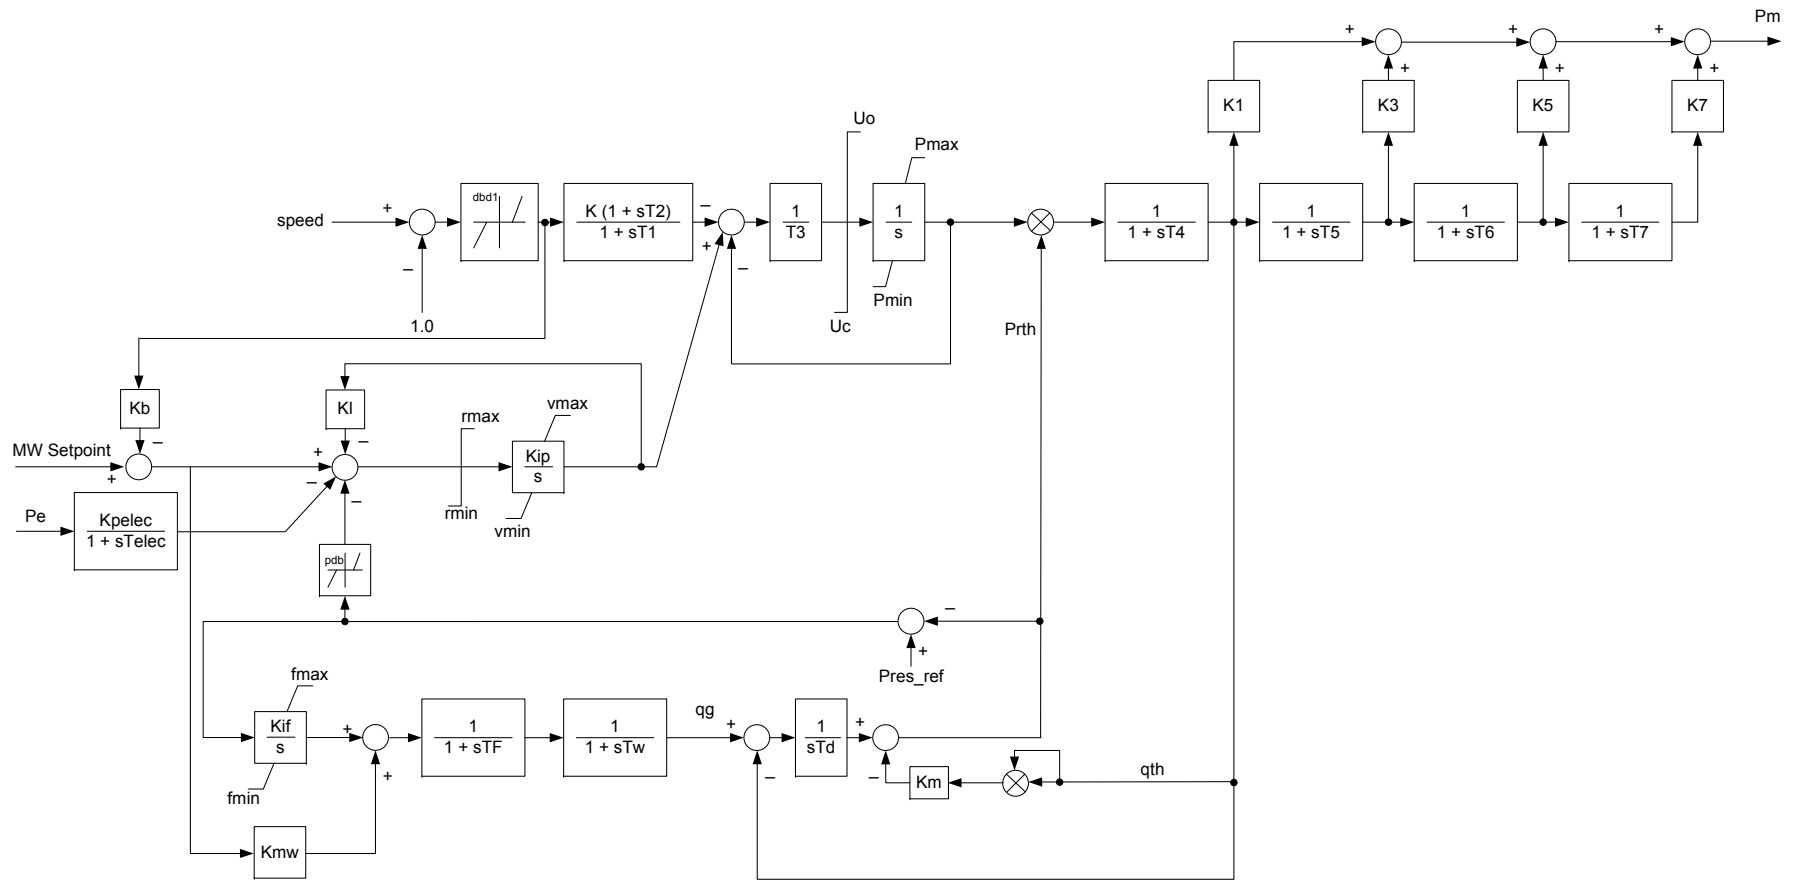 Pm
+
+
+
+
+
+
K1
K3
K5
K7
Uo
Pmax
speed
+
dbd1
K (1 + sT2)
1 + sT1
–
+
–
1
T3
1
s
1
1 + sT4
1
1 + sT5
1
1 + sT6
1
1 + sT7
–
1.0
Uc
Pmin
Prth
Kb
Kl
rmax
vmax
MW Setpoint
+
–
+
–
–
–
Kip
s
rmin
vmin
Pe
Kpelec
1 + sTelec
pdb
–
+
Pres_ref
fmax
Kif
s
fmin
+
+
1
1 + sTF
1
1 + sTw
qg
+
–
1
sTd
+
–
Km
qth
Kmw